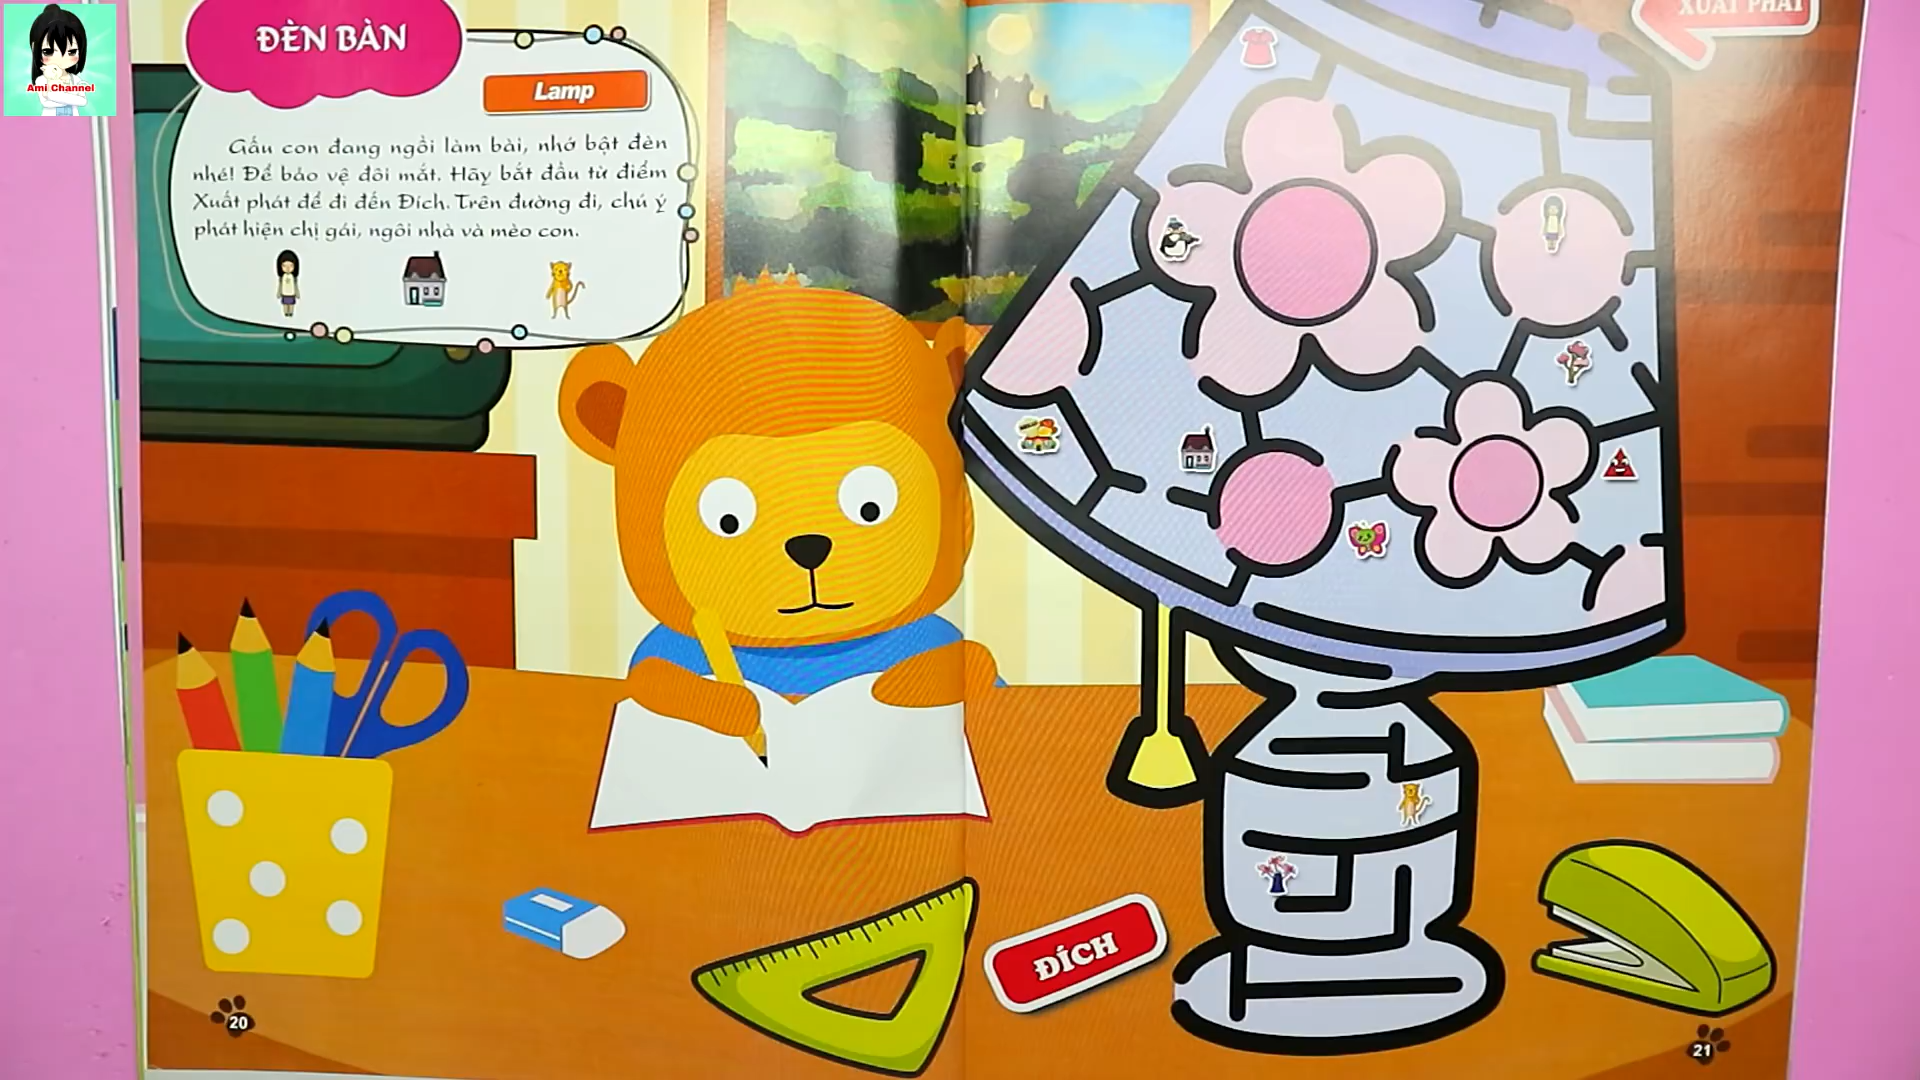 Ami Channel
ĐÈN BÀN
Lamp
Gấu con đang ngồi làm bài, nhớ bật đèn
nhé! Để bảo vệ đôi mắt. Hãy bắt đầu từ điểm
Xuất phát để đi đến Đích. Trên đường đi, chú ý
phát hiện chị gái, ngôi nhà và mèo con.
XUẤT PHÁT
ĐÍCH
20
21